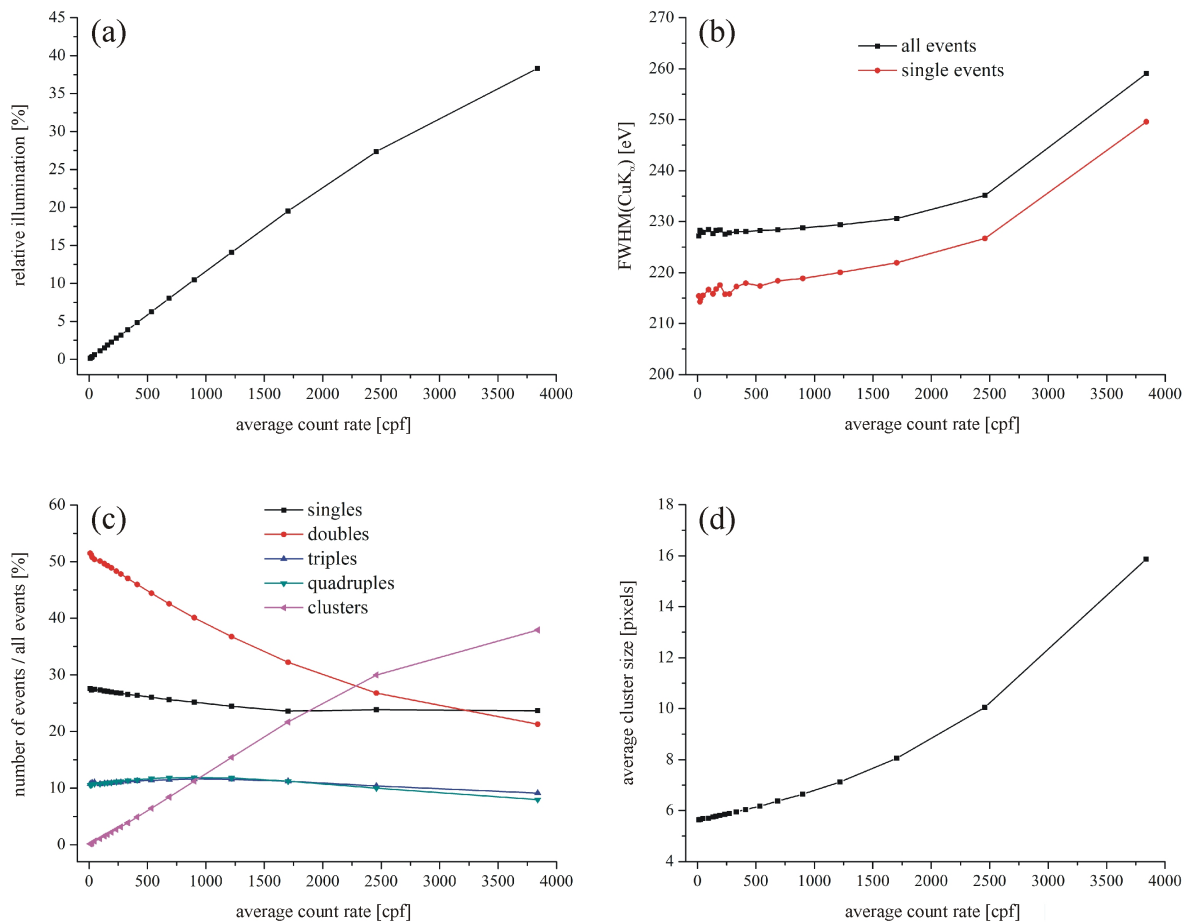 (a)
relative illumination [%]
45
40
35
30
25
20
15
10
5
0
0 500 1000 1500 2000 2500 3000 3500 4000
average count rate [cpf]
(b)
all events
single events
FWHM(CuKα) [eV]
270
260
250
240
230
220
210
200
0 500 1000 1500 2000 2500 3000 3500 4000
average count rate [cpf]
(c)
singles
doubles
triples
quadruples
clusters
number of events / all events [%]
60
50
40
30
20
10
0
0 500 1000 1500 2000 2500 3000 3500 4000
average count rate [cpf]
(d)
average cluster size [pixels]
18
16
14
12
10
8
6
4
0 500 1000 1500 2000 2500 3000 3500 4000
average count rate [cpf]